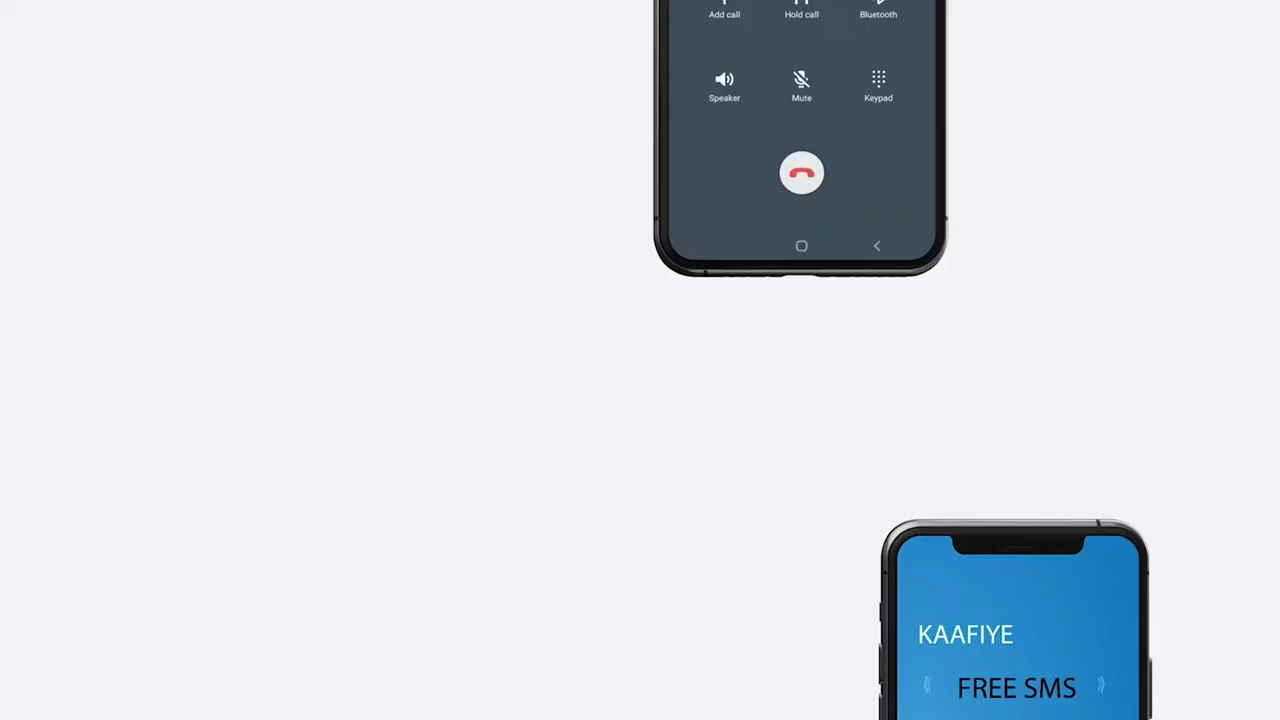 Add call Hold call Bluetooth
Speaker Mute Keypad
KAAFIYE
FREE SMS